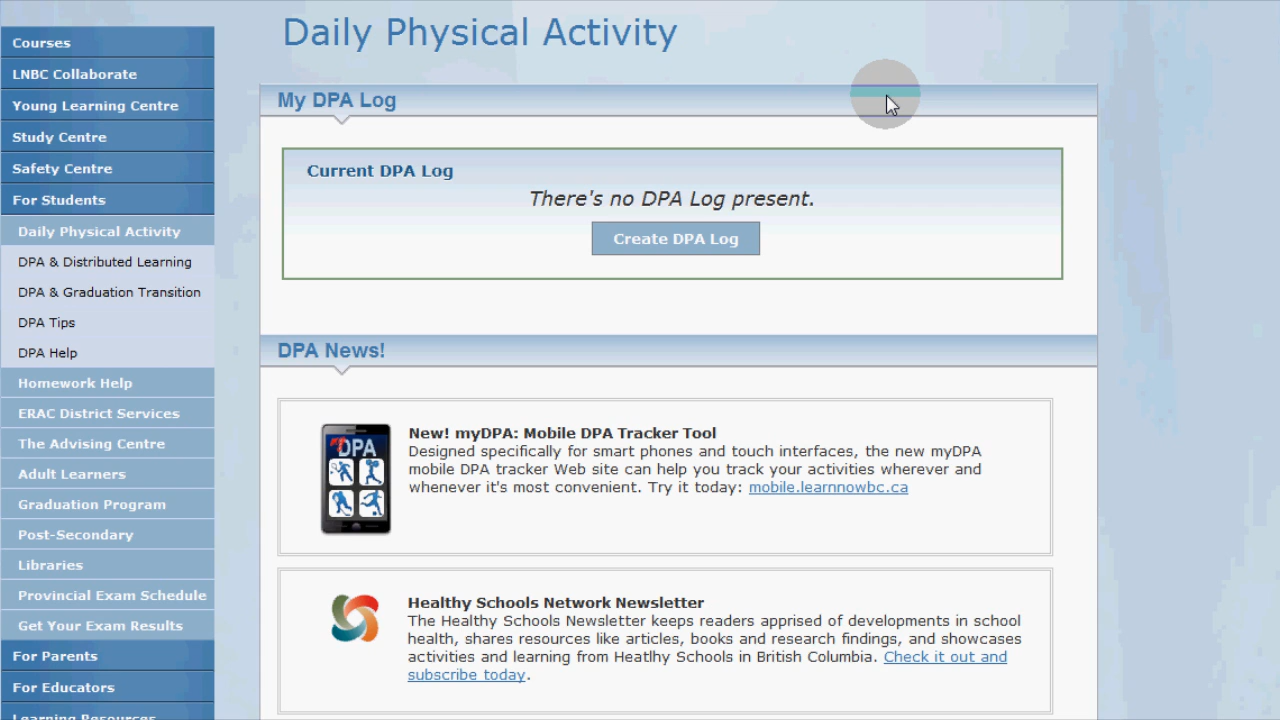 Daily Physical Activity
Courses
LNBC Collaborate
Young Learning Centre
Study Centre
Safety Centre
For Students
Daily Physical Activity
DPA & Distributed Learning
DPA & Graduation Transition
DPA Tips
DPA Help
Homework Help
ERAC District Services
The Advising Centre
Adult Learners
Graduation Program
Post-Secondary
Libraries
Provincial Exam Schedule
Get Your Exam Results
For Parents
For Educators
Learning Resources
My DPA Log
Current DPA Log
There's no DPA Log present.
Create DPA Log
DPA News!
myDPA
New! myDPA: Mobile DPA Tracker Tool
Designed specifically for smart phones and touch interfaces, the new myDPA
mobile DPA tracker Web site can help you track your activities wherever and
whenever it's most convenient. Try it today: mobile.learnnowbc.ca
Healthy Schools Network Newsletter
The Healthy Schools Newsletter keeps readers apprised of developments in school
health, shares resources like articles, books and research findings, and showcases
activities and learning from Heatlhy Schools in British Columbia. Check it out and
subscribe today.